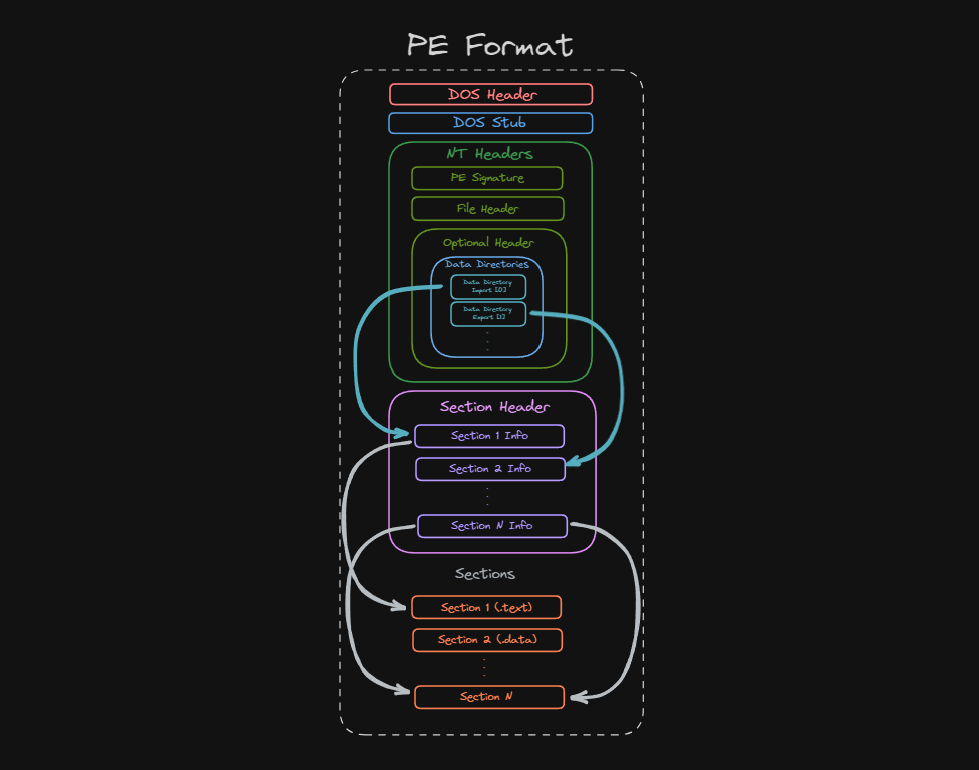 PE Format
DOS Header
DOS Stub
NT Headers
PE Signature
File Header
Optional Header
Data Directories
Data Directory
Import [0]
Data Directory
Export [1]
Section Header
Section 1 Info
Section 2 Info
Section N Info
Sections
Section 1 (.text)
Section 2 (.data)
Section N